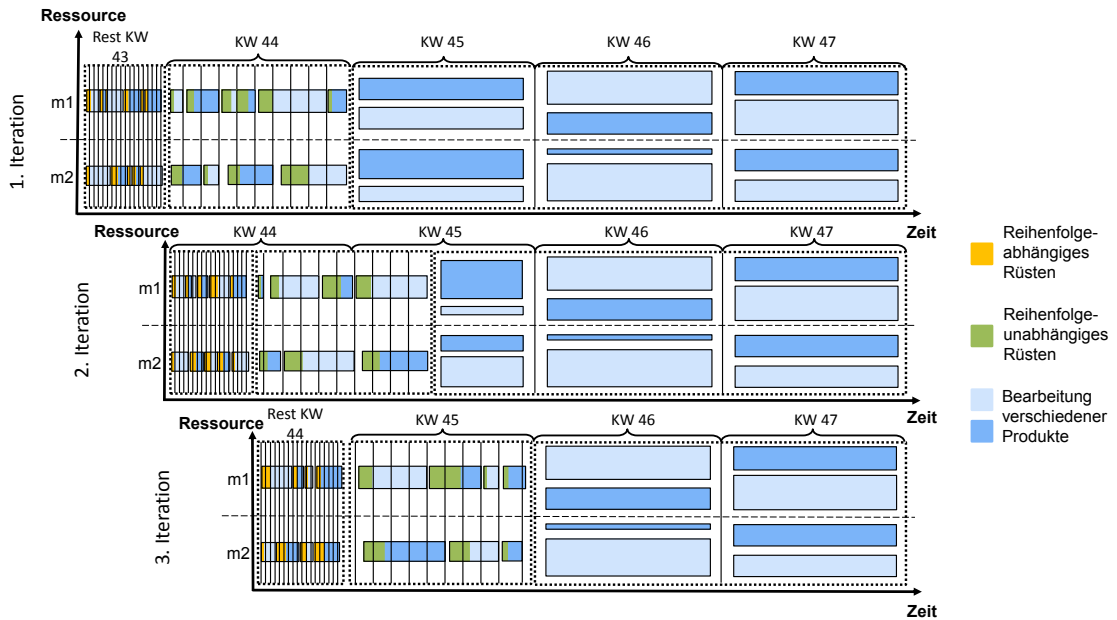 Ressource
Rest KW
43
KW 44
KW 45
KW 46
KW 47
1. Iteration
m1
m2
Zeit
Ressource
KW 44
KW 45
KW 46
KW 47
2. Iteration
m1
m2
Zeit
Ressource
Rest KW
44
KW 45
KW 46
KW 47
3. Iteration
m1
m2
Zeit
Reihenfolge-
abhängiges
Rüsten
Reihenfolge-
unabhängiges
Rüsten
Bearbeitung
verschiedener
Produkte